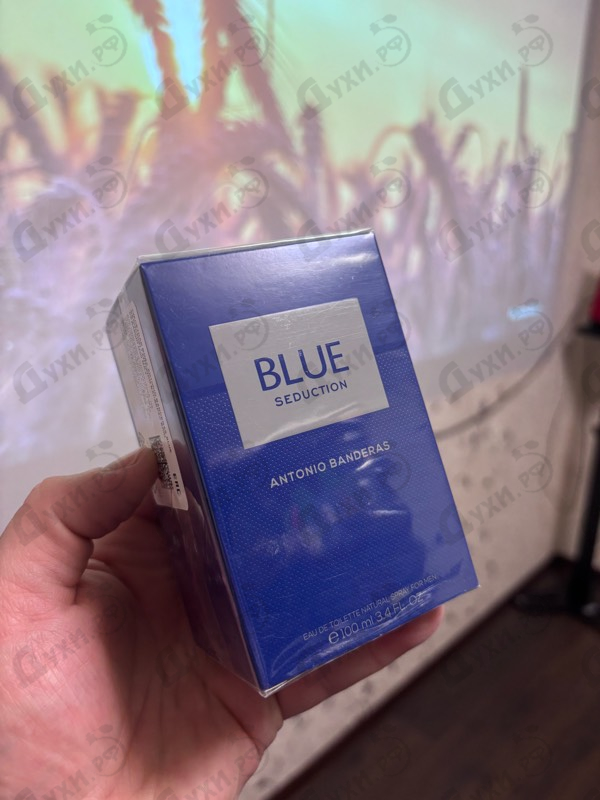 BLUE
SEDUCTION
ANTONIO BANDERAS
EAU DE TOILETTE NATURAL SPRAY FOR MEN
e 100 ml 3.4 FL. OZ.
EAC
Духи.РФ